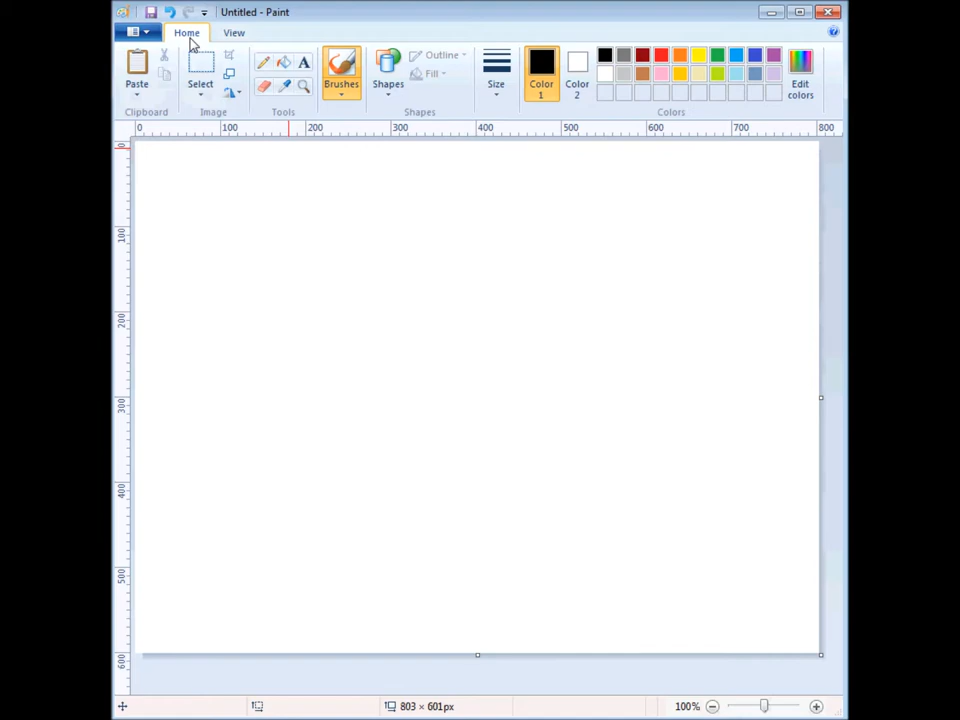 Untitled - Paint
Home View
Paste Select Brushes Shapes Outline Fill Size Color 1 Color 2 Edit colors
Clipboard Image Tools Shapes Colors
0 100 200 300 400 500 600 700 800
0
100
200
300
400
500
600
803 × 601px 100%